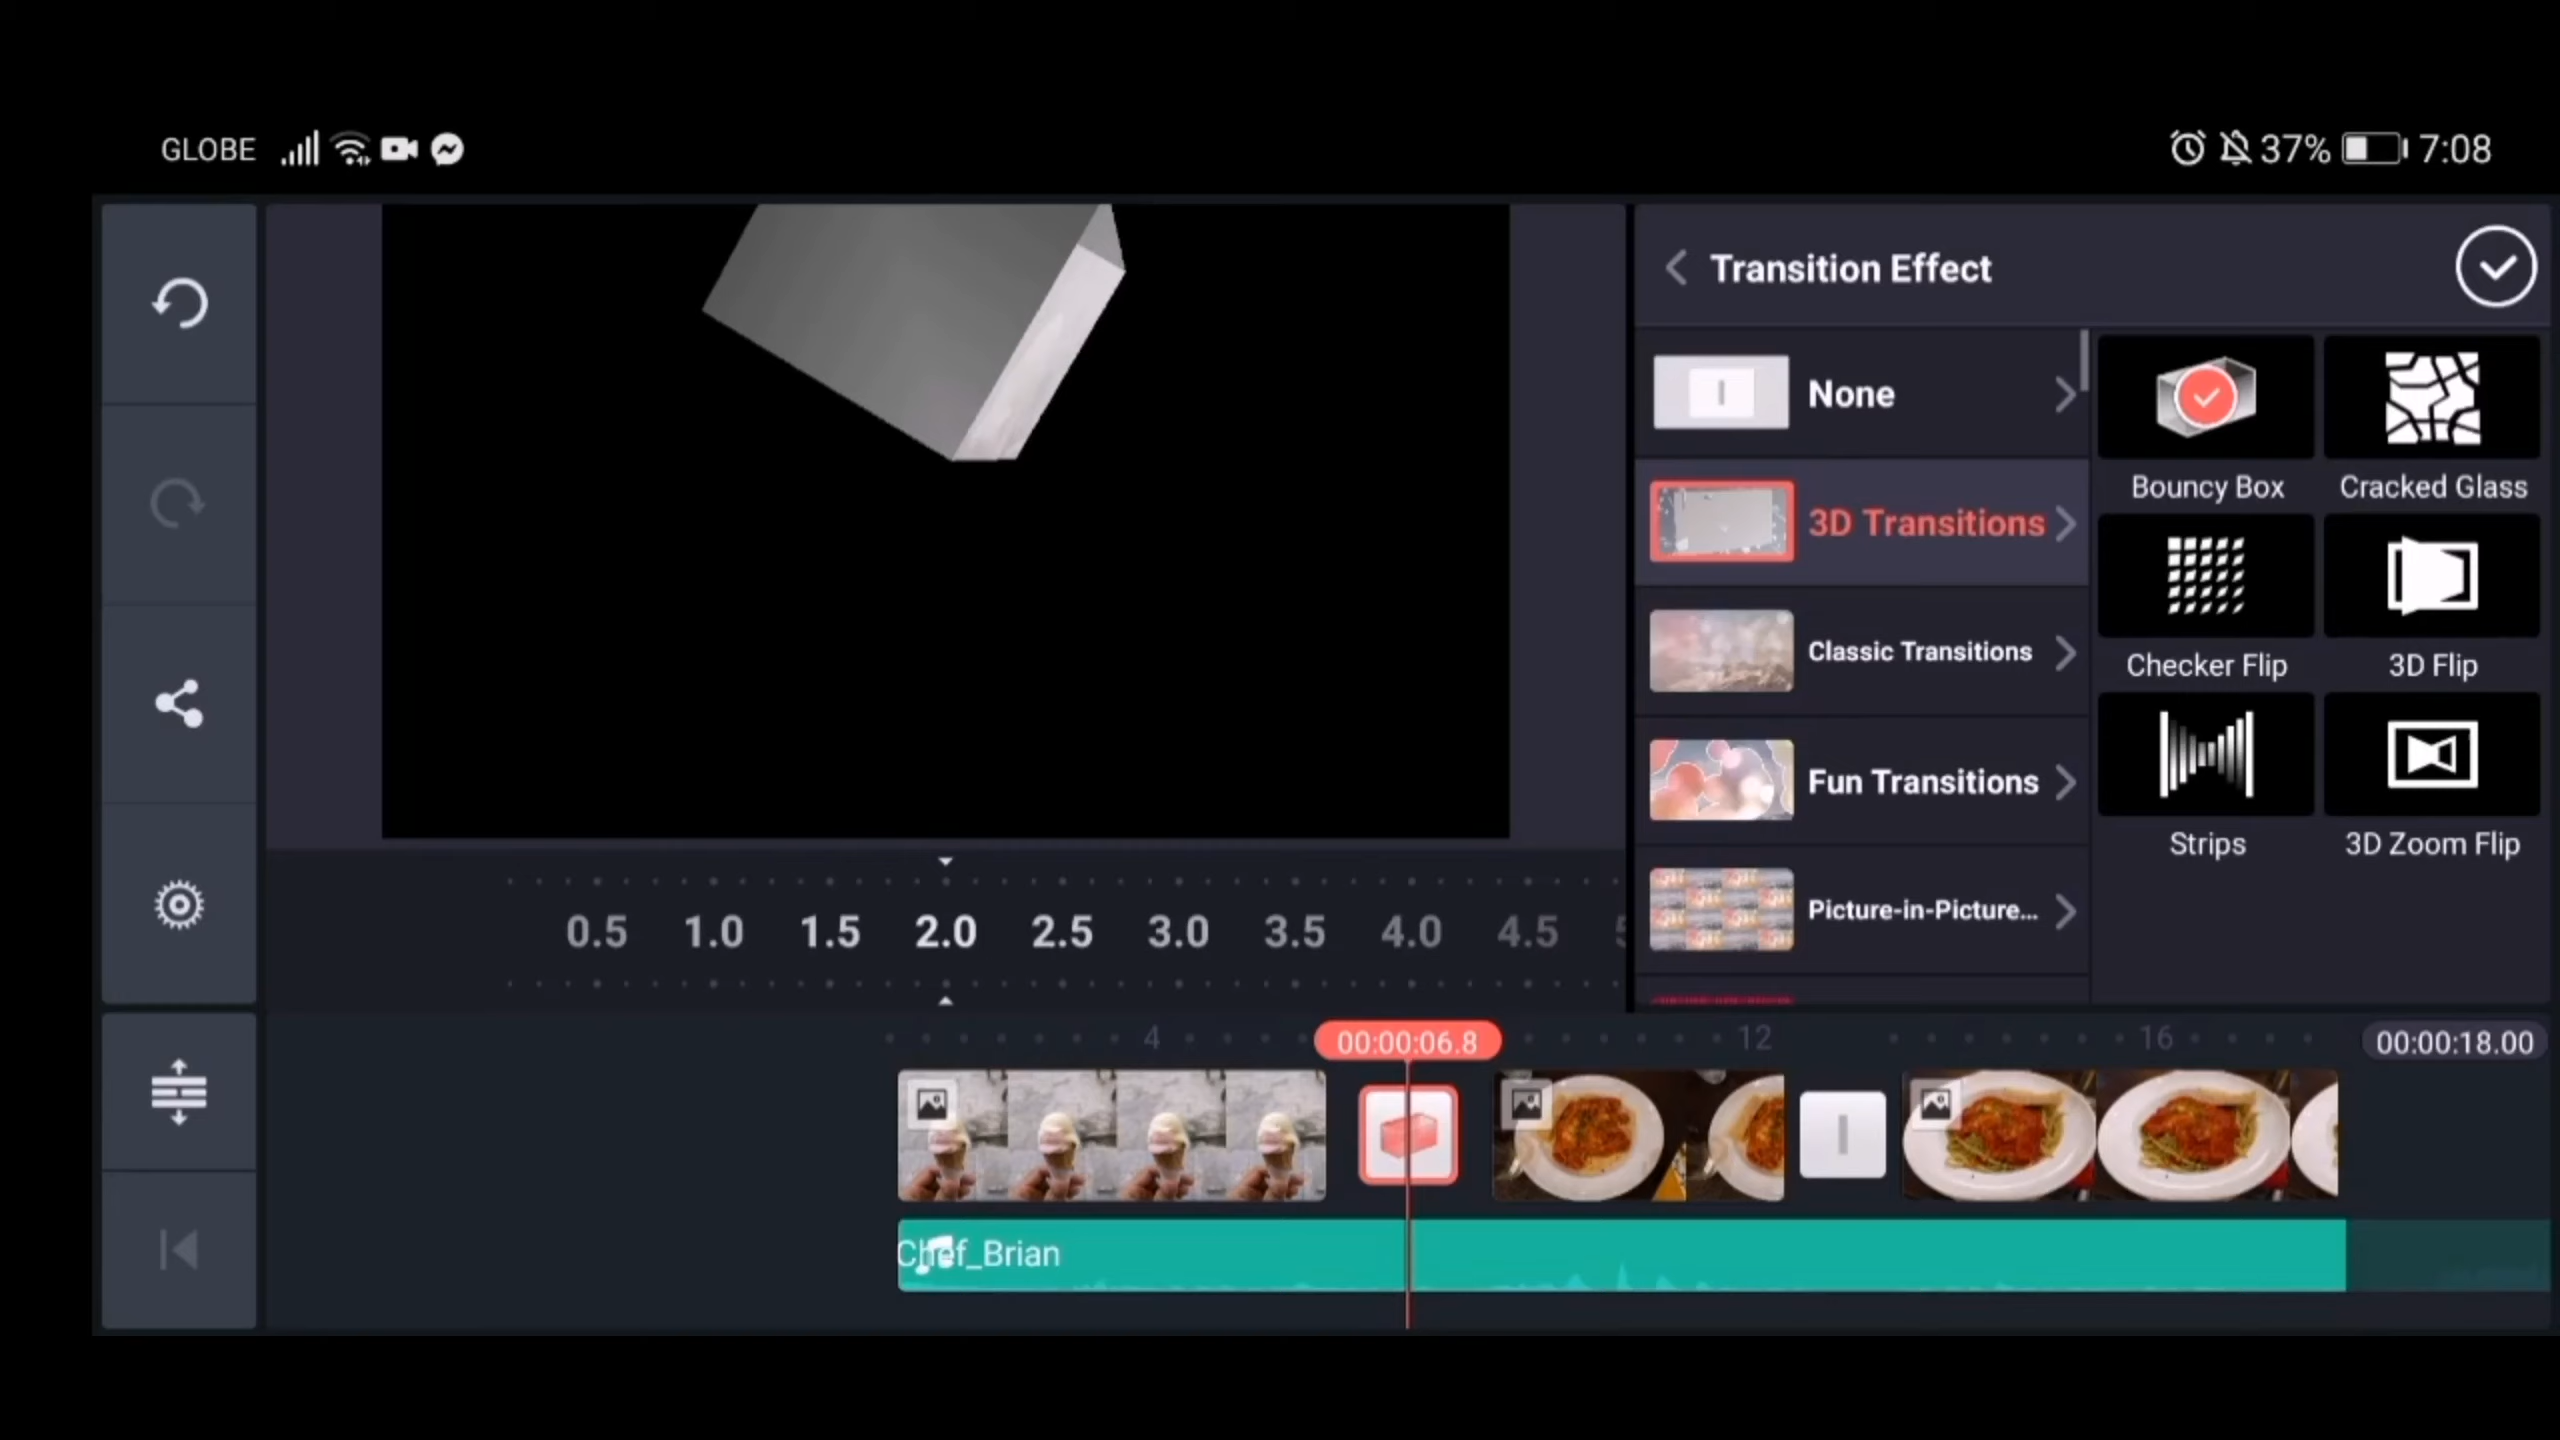 GLOBE 37% 7:08
Transition Effect
None
3D Transitions
Classic Transitions
Fun Transitions
Picture-in-Picture...
Bouncy Box Cracked Glass
Checker Flip 3D Flip
Strips 3D Zoom Flip
0.5 1.0 1.5 2.0 2.5 3.0 3.5 4.0 4.5
4 00:00:06.8 12 16 00:00:18.00
Chef_Brian